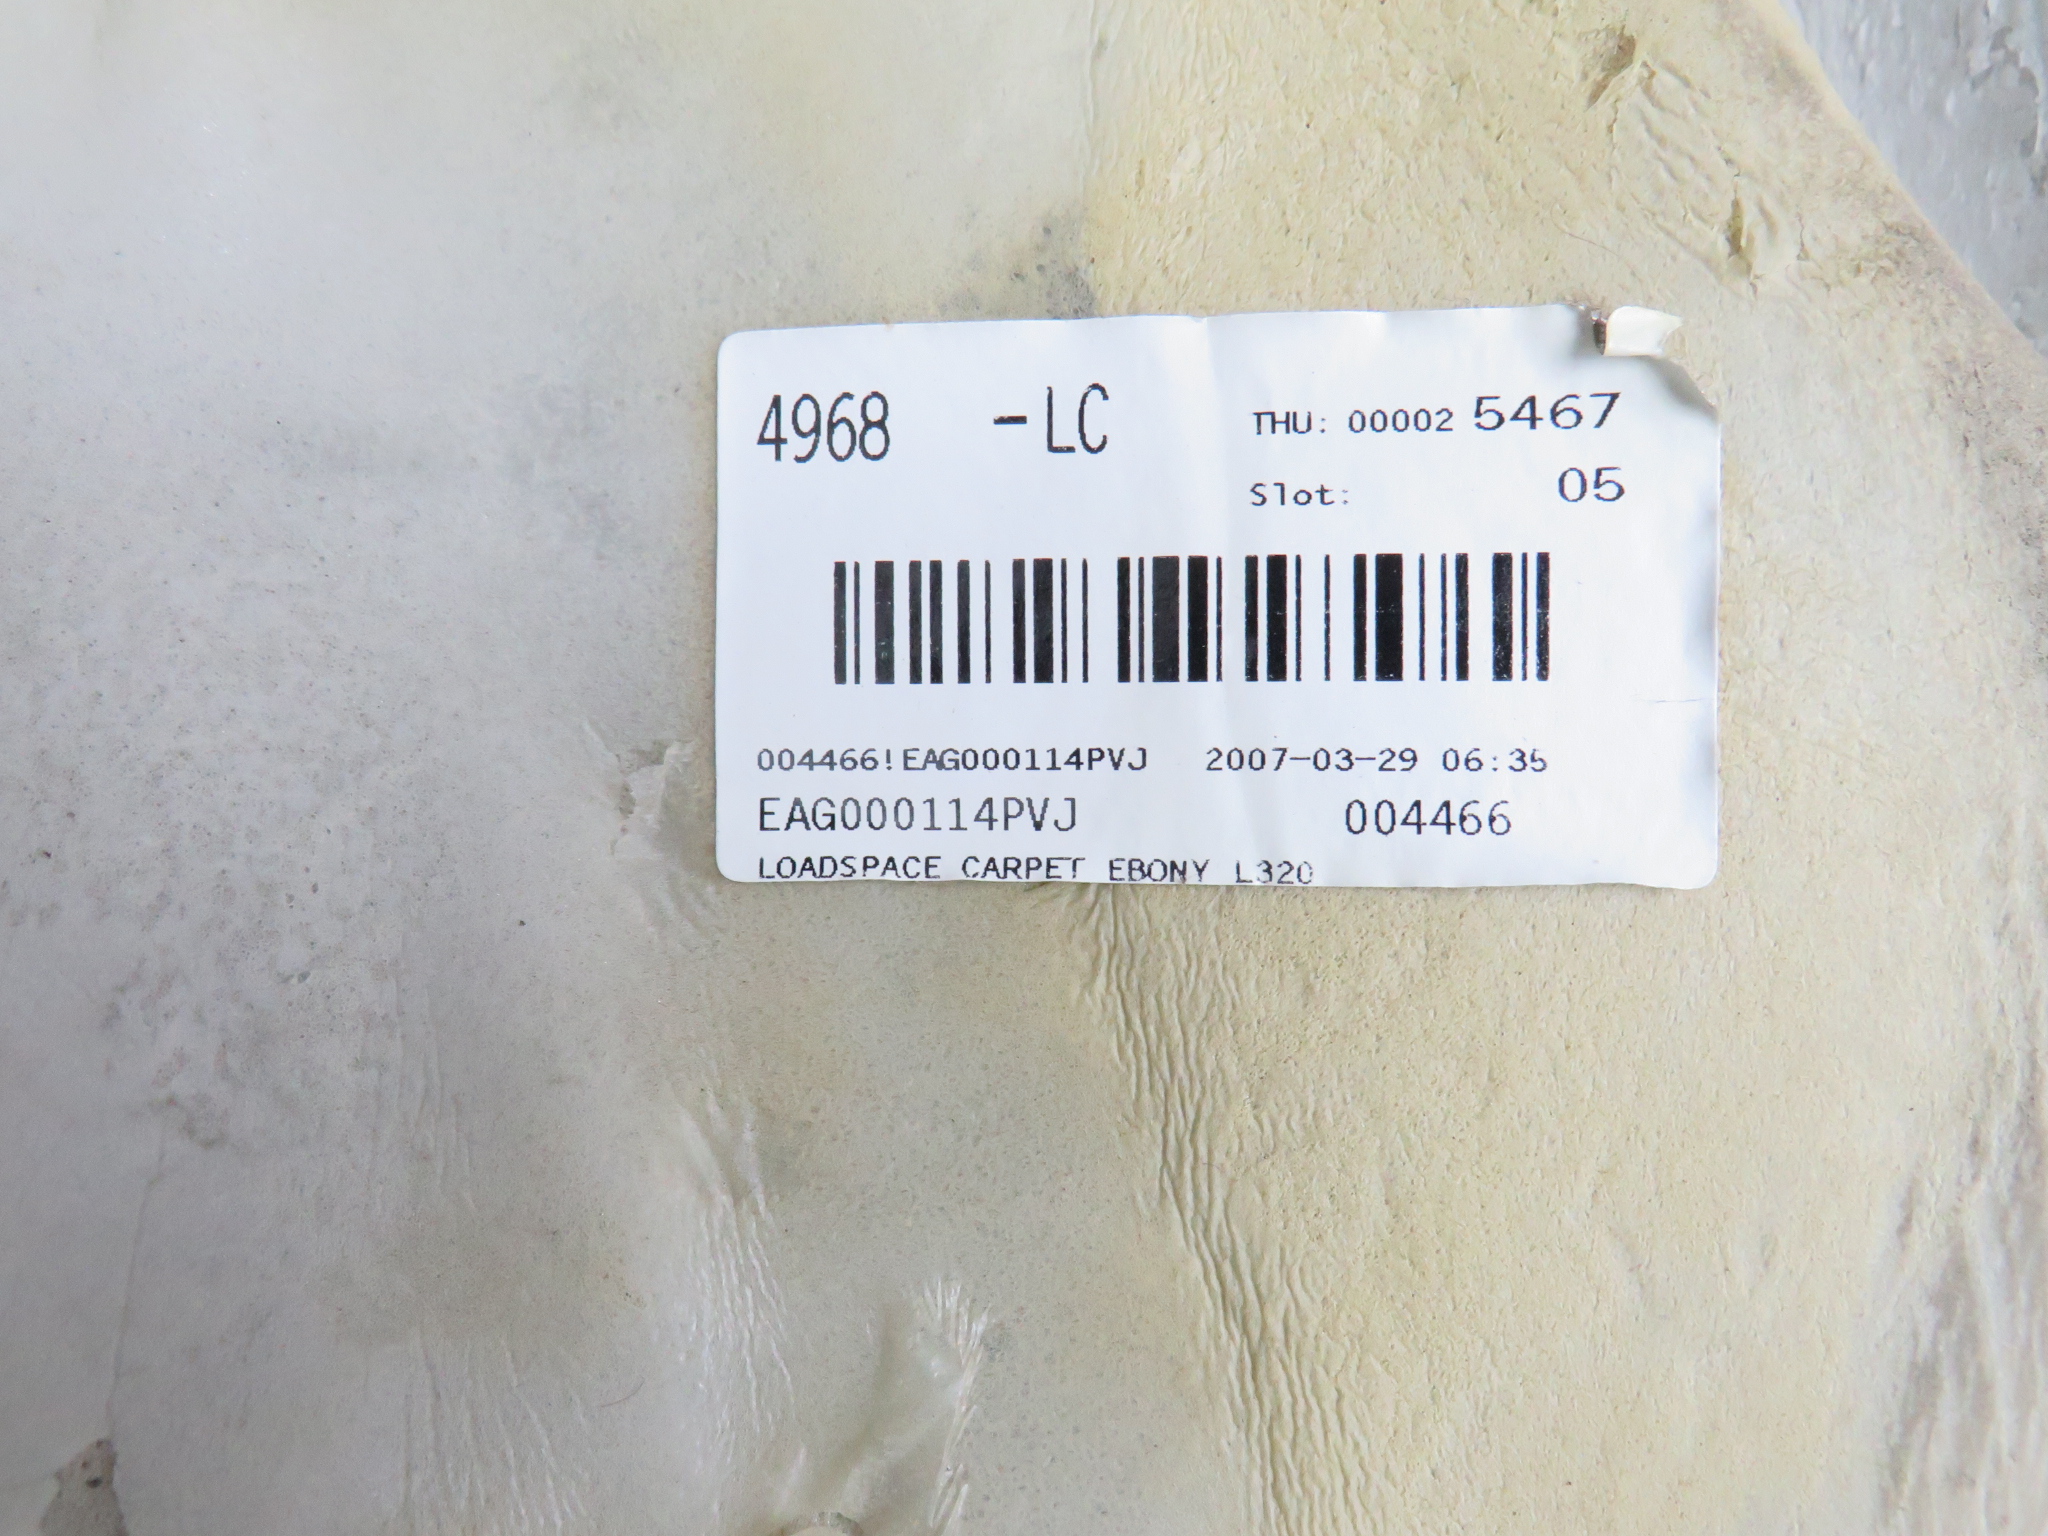 4968 -LC THU: 00002 5467
Slot: 05
004466!EAG000114PVJ 2007-03-29 06:35
EAG000114PVJ 004466
LOADSPACE CARPET EBONY L320